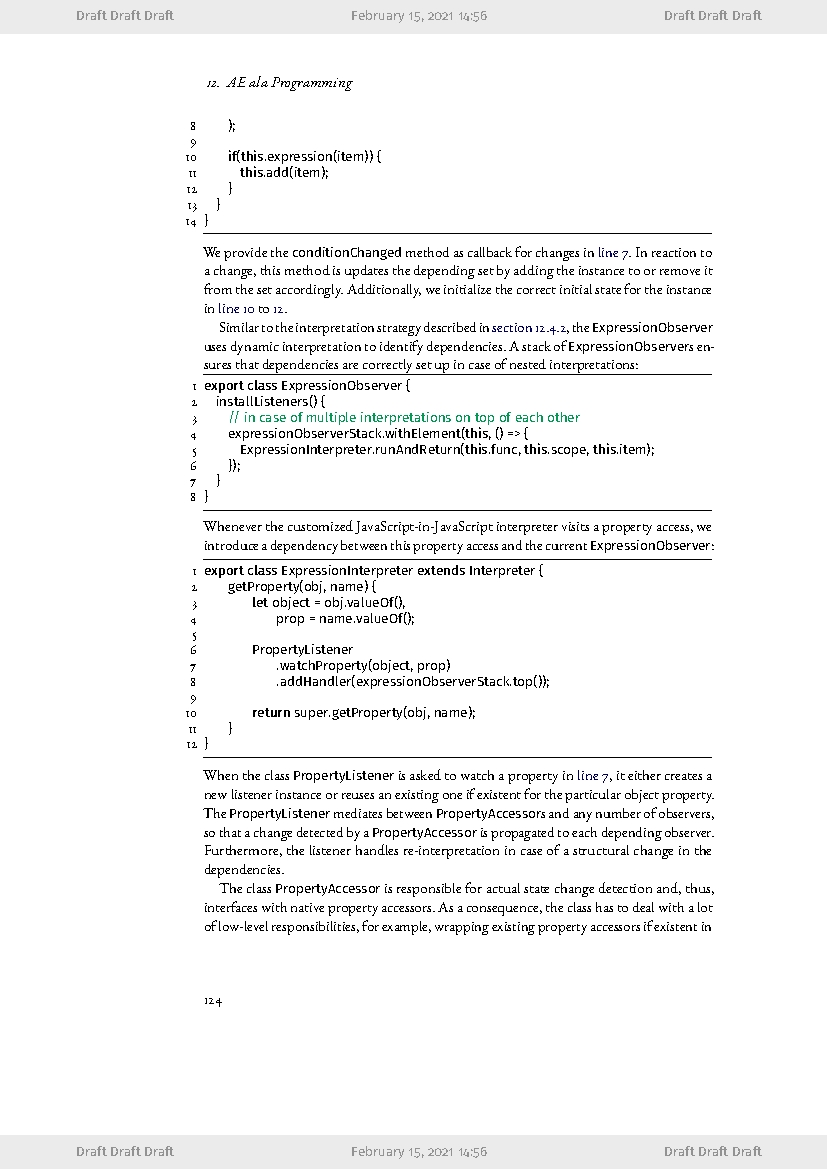 Draft Draft Draft February 15, 2021 14:56 Draft Draft Draft
12. AE ala Programming
8 );
9
10 if(this.expression(item)) {
11 this.add(item);
12 }
13 }
14 }
We provide the conditionChanged method as callback for changes in line 7. In reaction to
a change, this method is updates the depending set by adding the instance to or remove it
from the set accordingly. Additionally, we initialize the correct initial state for the instance
in line 10 to 12.
Similar to the interpretation strategy described in section 12.4.2, the ExpressionObserver
uses dynamic interpretation to identify dependencies. A stack of ExpressionObservers en-
sures that dependencies are correctly set up in case of nested interpretations:
1 export class ExpressionObserver {
2 installListeners() {
3 // in case of multiple interpretations on top of each other
4 expressionObserverStack.withElement(this, () => {
5 ExpressionInterpreter.runAndReturn(this.func, this.scope, this.item);
6 });
7 }
8 }
Whenever the customized JavaScript-in-JavaScript interpreter visits a property access, we
introduce a dependency between this property access and the current ExpressionObserver:
1 export class ExpressionInterpreter extends Interpreter {
2 getProperty(obj, name) {
3 let object = obj.valueOf(),
4 prop = name.valueOf();
5
6 PropertyListener
7 .watchProperty(object, prop)
8 .addHandler(expressionObserverStack.top());
9
10 return super.getProperty(obj, name);
11 }
12 }
When the class PropertyListener is asked to watch a property in line 7, it either creates a
new listener instance or reuses an existing one if existent for the particular object property.
The PropertyListener mediates between PropertyAccessors and any number of observers,
so that a change detected by a PropertyAccessor is propagated to each depending observer.
Furthermore, the listener handles re-interpretation in case of a structural change in the
dependencies.
The class PropertyAccessor is responsible for actual state change detection and, thus,
interfaces with native property accessors. As a consequence, the class has to deal with a lot
of low-level responsibilities, for example, wrapping existing property accessors if existent in
124
Draft Draft Draft February 15, 2021 14:56 Draft Draft Draft